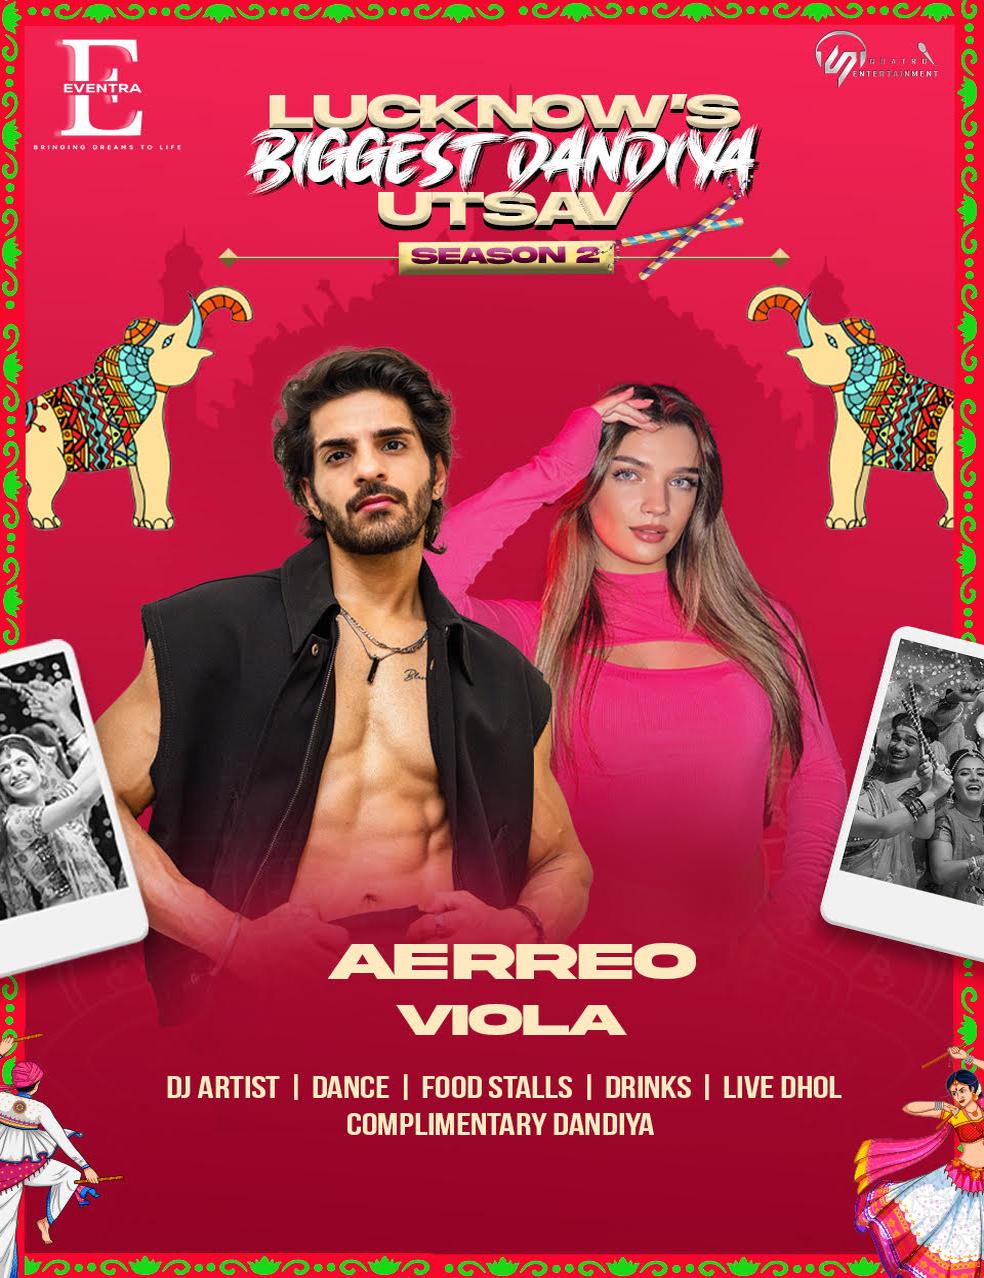 E
EVENTRA
BRINGING DREAMS TO LIFE
ENTERTAINMENT
LUCKNOW'S
BIGGEST DANDIYA
UTSAV
SEASON 2
AERREO
VIOLA
DJ ARTIST | DANCE | FOOD STALLS | DRINKS | LIVE DHOL
COMPLIMENTARY DANDIYA